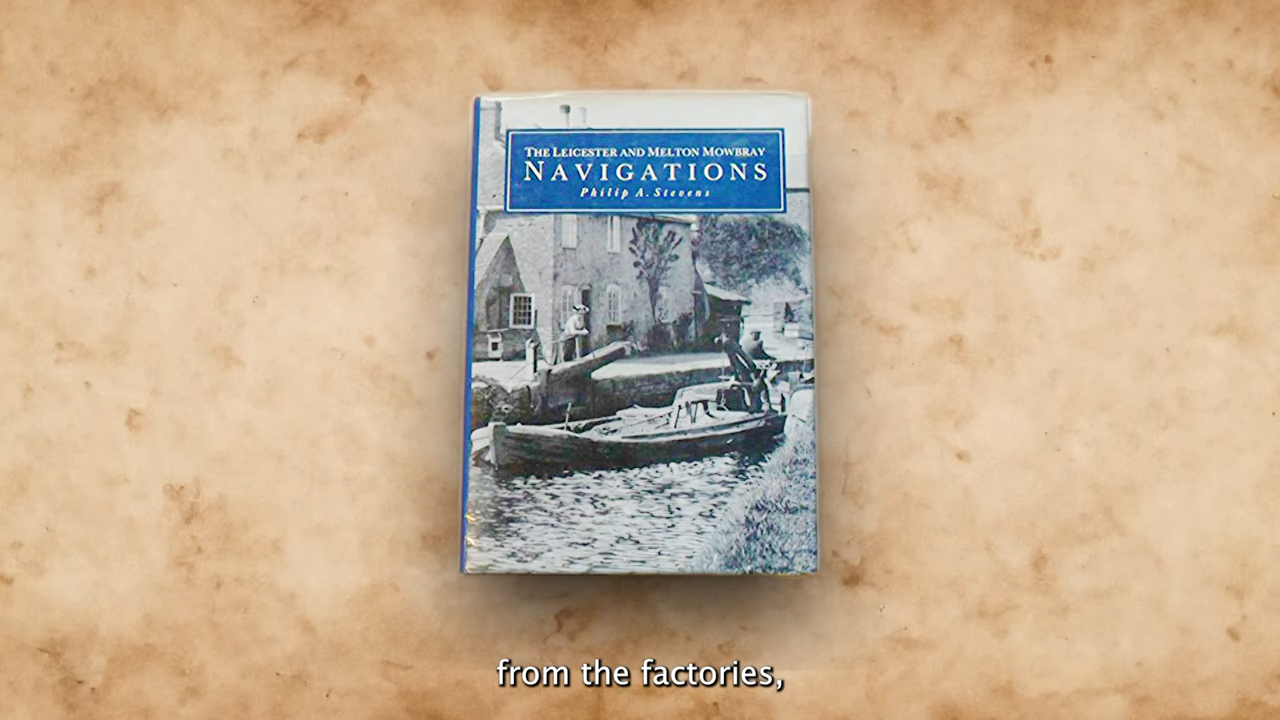 The Leicester and Melton Mowbray
Navigations
Philip A. Stevens
from the factories,